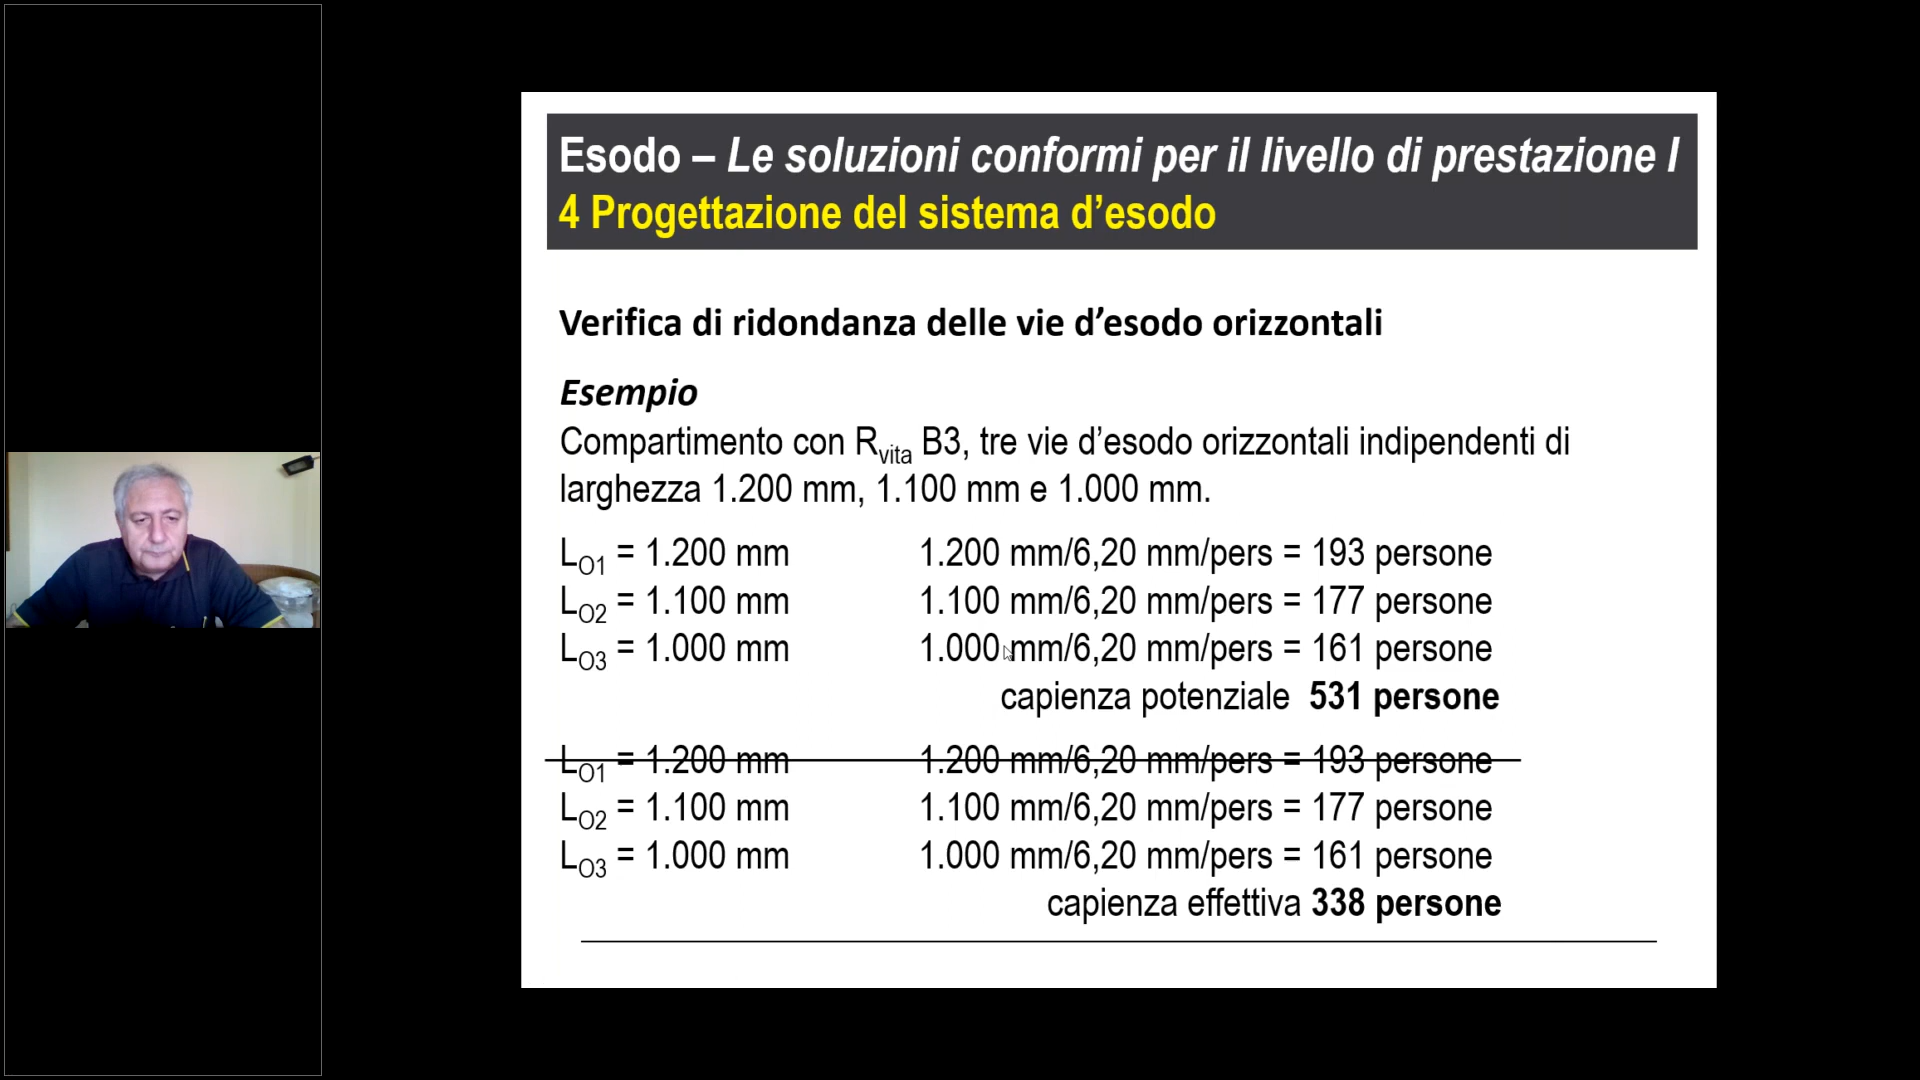 Esodo – Le soluzioni conformi per il livello di prestazione I
4 Progettazione del sistema d’esodo
Verifica di ridondanza delle vie d’esodo orizzontali
Esempio
Compartimento con Rvita B3, tre vie d’esodo orizzontali indipendenti di
larghezza 1.200 mm, 1.100 mm e 1.000 mm.
LO1 = 1.200 mm 1.200 mm/6,20 mm/pers = 193 persone
LO2 = 1.100 mm 1.100 mm/6,20 mm/pers = 177 persone
LO3 = 1.000 mm 1.000 mm/6,20 mm/pers = 161 persone
capienza potenziale 531 persone
LO1 = 1.200 mm 1.200 mm/6,20 mm/pers = 193 persone
LO2 = 1.100 mm 1.100 mm/6,20 mm/pers = 177 persone
LO3 = 1.000 mm 1.000 mm/6,20 mm/pers = 161 persone
capienza effettiva 338 persone